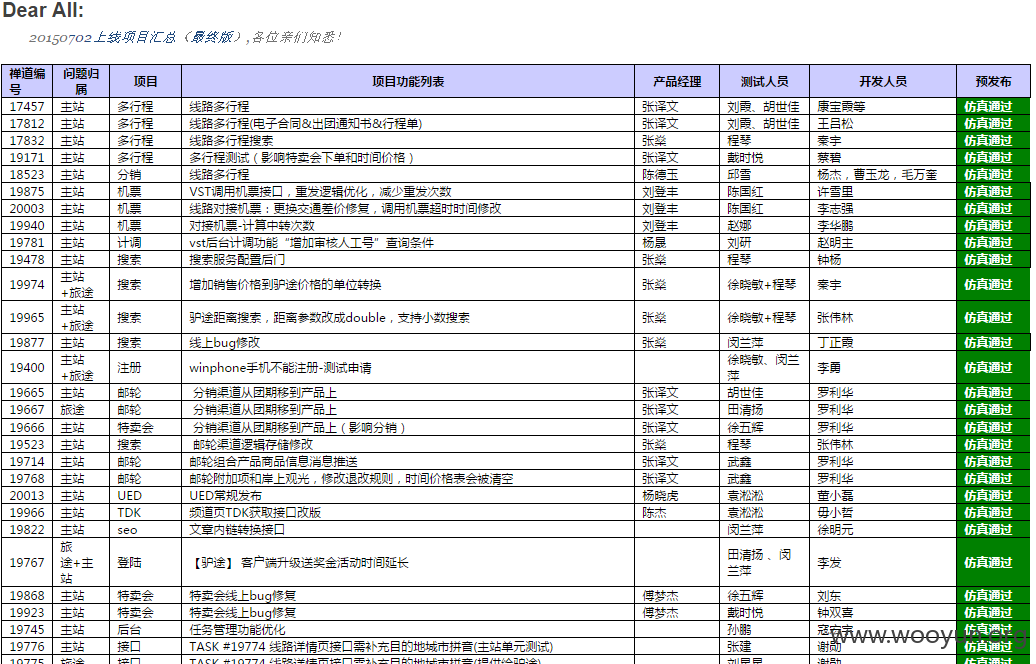 Dear All:
20150702上线项目汇总（最终版）,各位亲们知悉！
禅道编号 问题归属 项目 项目功能列表 产品经理 测试人员 开发人员 预发布
17457 主站 多行程 线路多行程 张译文 刘霞、胡世佳 康宝霞等 仿真通过
17812 主站 多行程 线路多行程(电子合同&出团通知书&行程单) 张译文 刘霞、胡世佳 王吕松 仿真通过
17832 主站 多行程 线路多行程搜索 张燊 程琴 秦宇 仿真通过
19171 主站 多行程 多行程测试（影响特卖会下单和时间价格） 张译文 戴时悦 蔡碧 仿真通过
18523 主站 分销 线路多行程 陈德玉 邱雪 杨杰，曹玉龙，毛万奎 仿真通过
19875 主站 机票 VST调用机票接口，重发逻辑优化，减少重发次数 刘登丰 陈国红 许雪里 仿真通过
20003 主站 机票 线路对接机票：更换交通差价修复，调用机票超时时间修改 刘登丰 陈国红 李志强 仿真通过
19940 主站 机票 对接机票-计算中转次数 刘登丰 赵娜 李华鹏 仿真通过
19781 主站 计调 vst后台计调功能“增加审核人工号”查询条件 杨晟 刘研 赵明主 仿真通过
19478 主站 搜索 搜索服务配置后门 张燊 程琴 钟杨 仿真通过
19974 主站+旅途 搜索 增加销售价格到驴途价格的单位转换 张燊 徐晓敏+程琴 秦宇 仿真通过
19965 主站+旅途 搜索 驴途距离搜索，距离参数改成double，支持小数搜索 张燊 徐晓敏+程琴 张伟林 仿真通过
19877 主站 搜索 线上bug修改 张燊 闵兰萍 丁正霞 仿真通过
19400 主站+旅途 注册 winphone手机不能注册-测试申请 徐晓敏、闵兰萍 李勇 仿真通过
19665 主站 邮轮 分销渠道从团期移到产品上 张译文 胡世佳 罗利华 仿真通过
19667 旅途 邮轮 分销渠道从团期移到产品上 张译文 田清扬 罗利华 仿真通过
19666 主站 特卖会 分销渠道从团期移到产品上（影响分销） 张译文 徐五辉 罗利华 仿真通过
19523 主站 搜索 邮轮渠道逻辑存储修改 张燊 程琴 张伟林 仿真通过
19714 主站 邮轮 邮轮组合产品商品信息消息推送 张译文 武鑫 罗利华 仿真通过
19768 主站 邮轮 邮轮附加项和岸上观光，修改退改规则，时间价格表会被清空 张译文 武鑫 罗利华 仿真通过
20013 主站 UED UED常规发布 杨晓虎 袁淞淞 董小磊 仿真通过
19966 主站 TDK 频道页TDK获取接口改版 陈杰 袁淞淞 毋小哲 仿真通过
19822 主站 seo 文章内链转换接口 闵兰萍 徐明元 仿真通过
19767 旅途+主站 登陆 【驴途】 客户端升级送奖金活动时间延长 田清扬 、闵兰萍 李发 仿真通过
19868 主站 特卖会 特卖会线上bug修复 傅梦杰 徐五辉 刘东 仿真通过
19923 主站 特卖会 特卖会线上bug修复 傅梦杰 戴时悦 钟双喜 仿真通过
19745 主站 后台 任务管理功能优化 孙鹏 仿真通过
19776 主站 接口 TASK #19774 线路详情页接口需补充目的地城市拼音(主站单元测试) 张建 谢勋 仿真通过
19775 旅途 接口 TASK #19774 线路详情页接口需补充目的地城市拼音(提供给驴途) 刘星星 谢勋 仿真通过